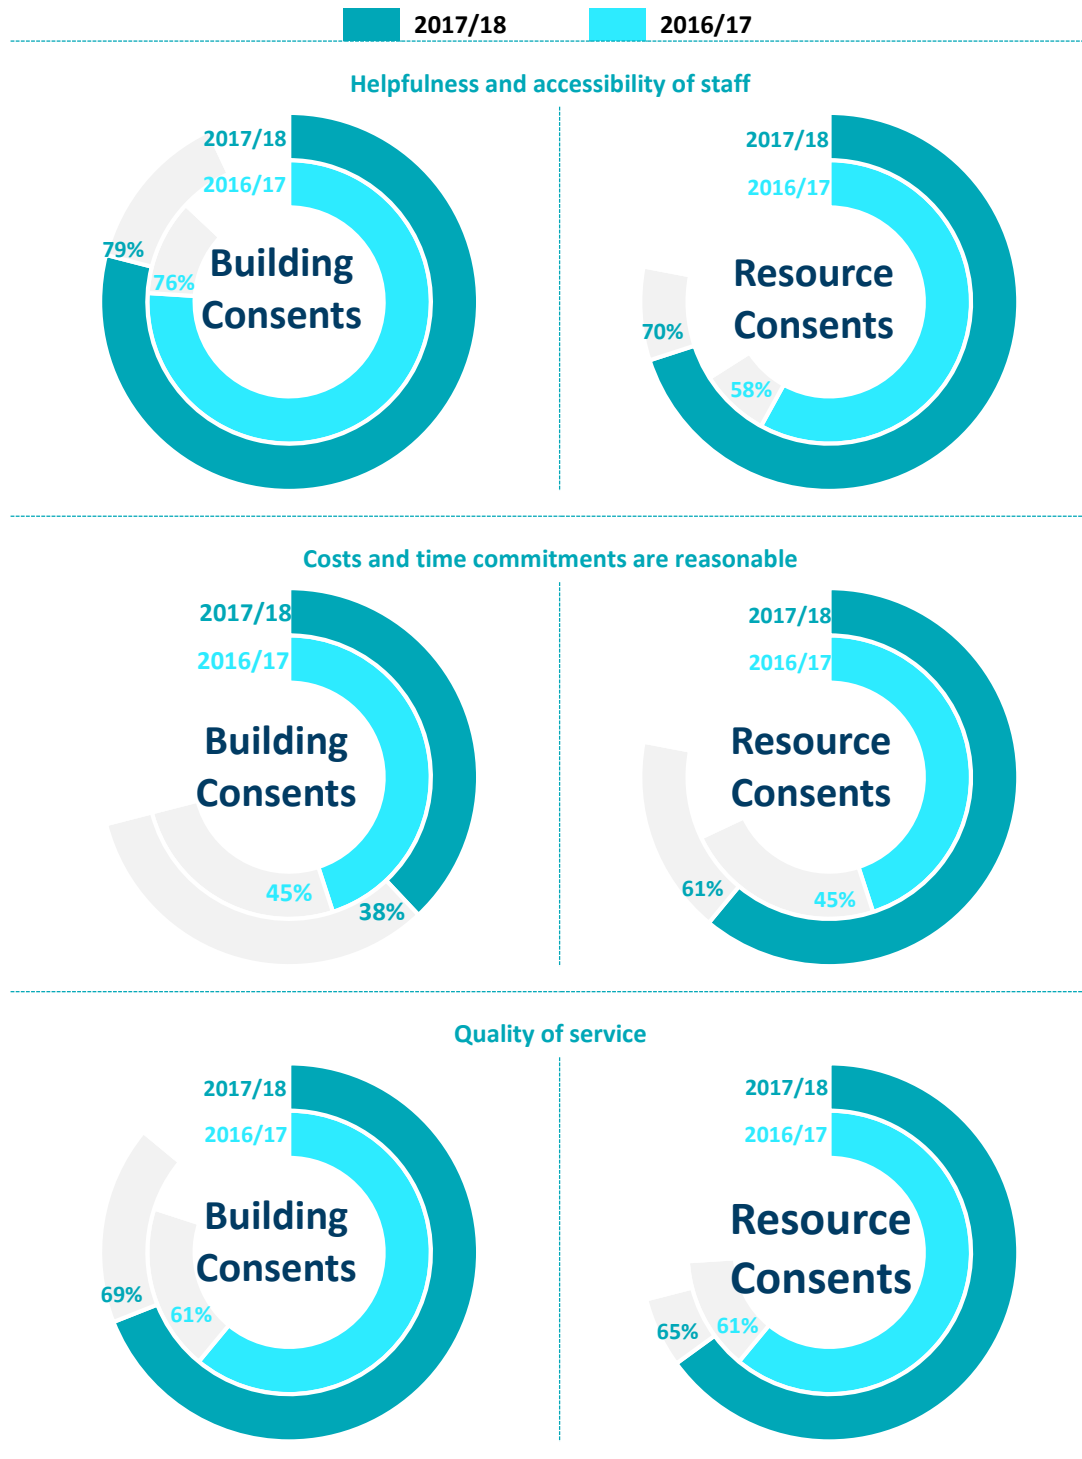 2017/18 2016/17
Helpfulness and accessibility of staff
2017/18
2016/17
79%
76%
Building
Consents
2017/18
2016/17
Resource
Consents
70%
58%
Costs and time commitments are reasonable
2017/18
2016/17
Building
Consents
45%
38%
2017/18
2016/17
Resource
Consents
61%
45%
Quality of service
2017/18
2016/17
Building
Consents
69%
61%
2017/18
2016/17
Resource
Consents
65%
61%